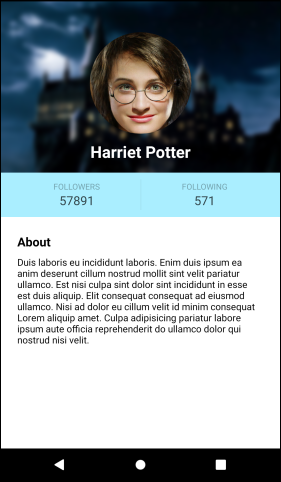 Harriet Potter
FOLLOWERS FOLLOWING
57891 571
About
Duis laboris eu incididunt laboris. Enim duis ipsum ea
anim deserunt cillum nostrud mollit sint velit pariatur
ullamco. Est nisi culpa sint dolor sint incididunt in esse
est duis aliquip. Elit consequat consequat ad eiusmod
ullamco. Nisi ad dolor eu cillum velit id minim consequat
Lorem aliquip amet. Culpa adipisicing pariatur labore
ipsum aute officia reprehenderit do ullamco dolor qui
nostrud nisi velit.